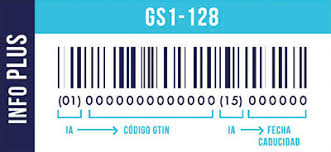 GS1-128
INFO PLUS
(01) 00000000000000 (15) 000000
IA CÓDIGO GTIN IA FECHA
CADUCIDAD